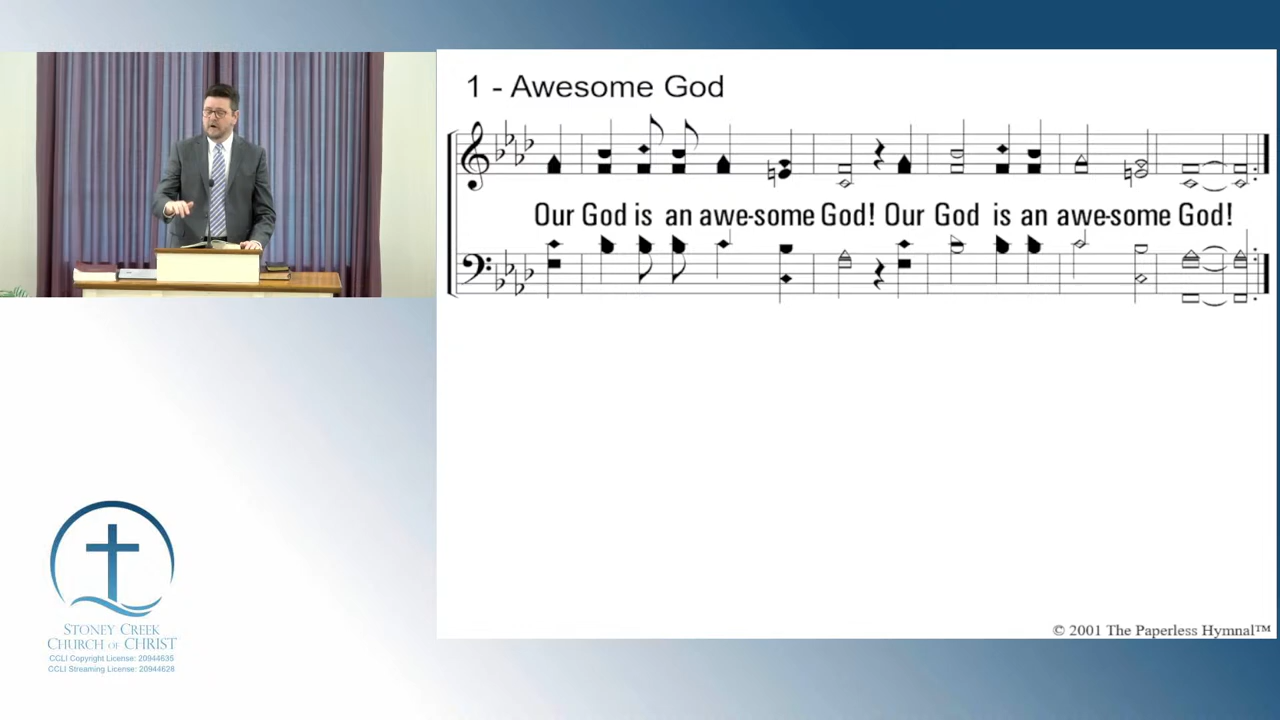 1 - Awesome God
Our God is an awe-some God! Our God is an awe-some God!
STONEY CREEK
CHURCH OF CHRIST
CCLI Copyright License: 20944635
CCLI Streaming License: 20944628
© 2001 The Paperless Hymnal™